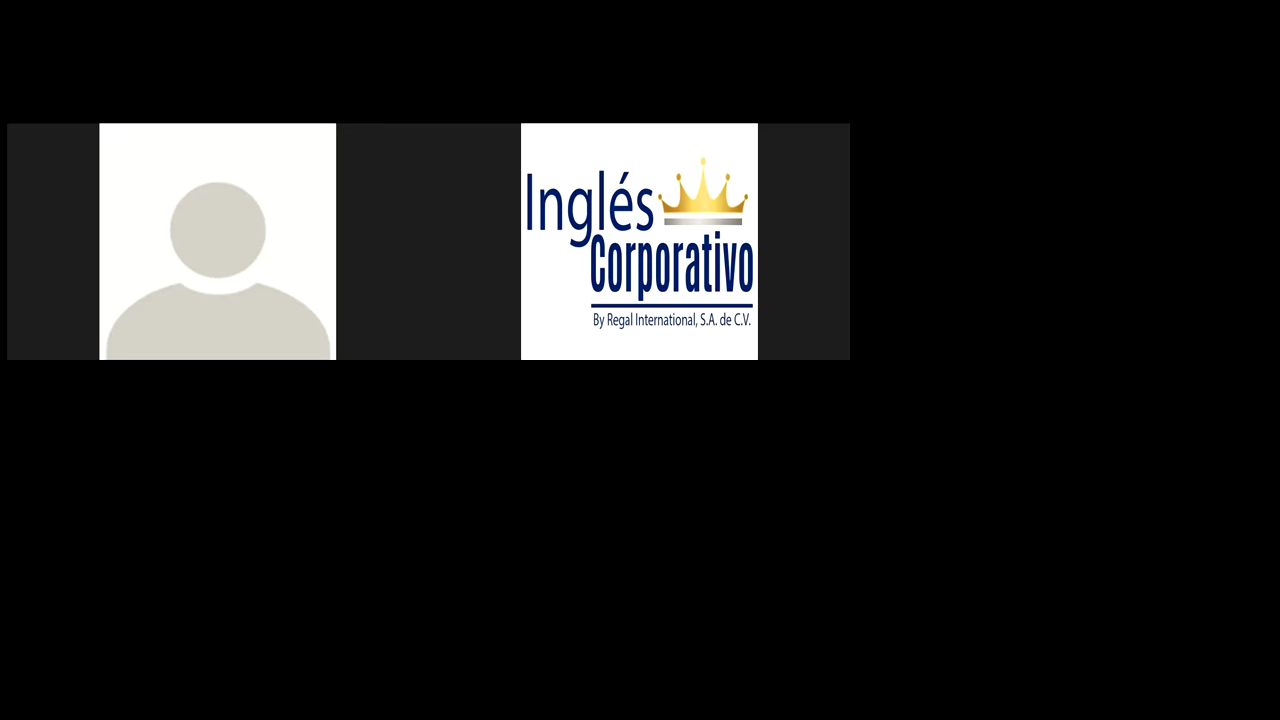 Inglés
Corporativo
By Regal International, S.A. de C.V.